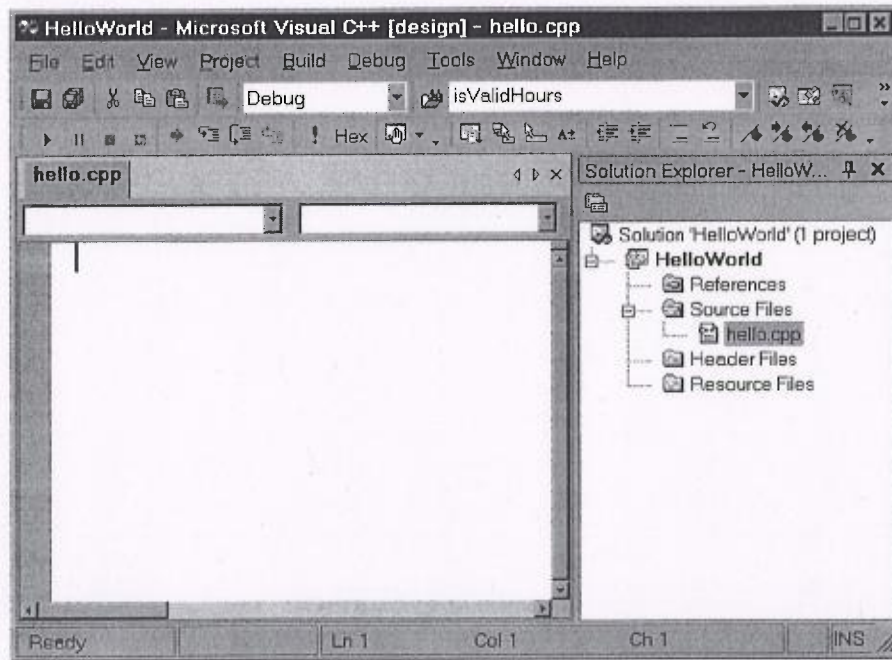 HelloWorld - Microsoft Visual C++ [design] - hello.cpp
File Edit View Project Build Debug Tools Window Help
Debug isValidHours
Hex
hello.cpp
Solution Explorer - HelloW...
Solution 'HelloWorld' (1 project)
HelloWorld
References
Source Files
hello.cpp
Header Files
Resource Files
Ready Ln 1 Col 1 Ch 1 INS